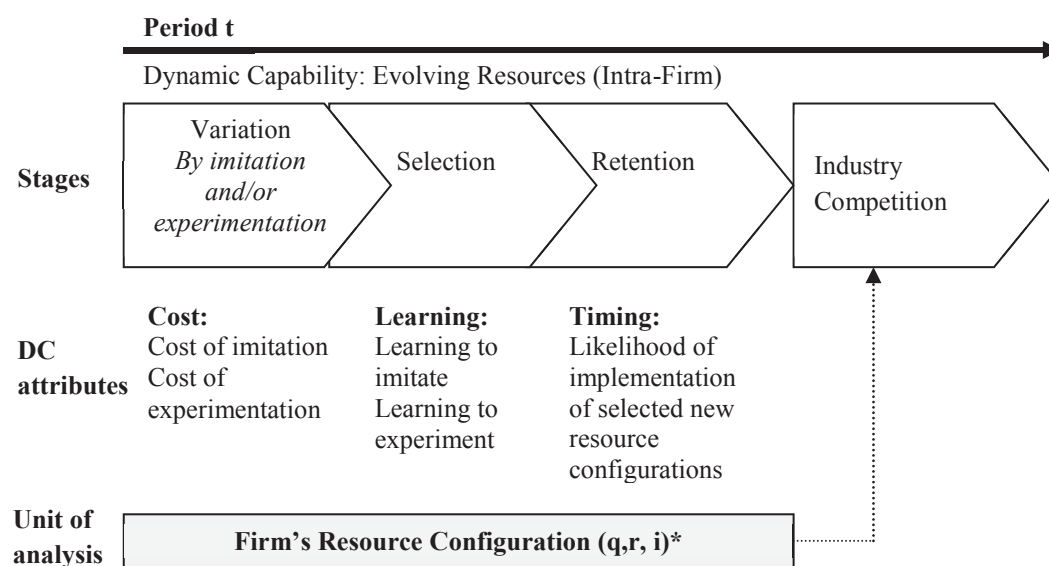 Period t
Dynamic Capability: Evolving Resources (Intra-Firm)
Stages
Variation
By imitation
and/or
experimentation
Selection
Retention
Industry
Competition
DC
attributes
Cost:
Cost of imitation
Cost of
experimentation
Learning:
Learning to
imitate
Learning to
experiment
Timing:
Likelihood of
implementation
of selected new
resource
configurations
Unit of
analysis
Firm's Resource Configuration (q,r, i)*